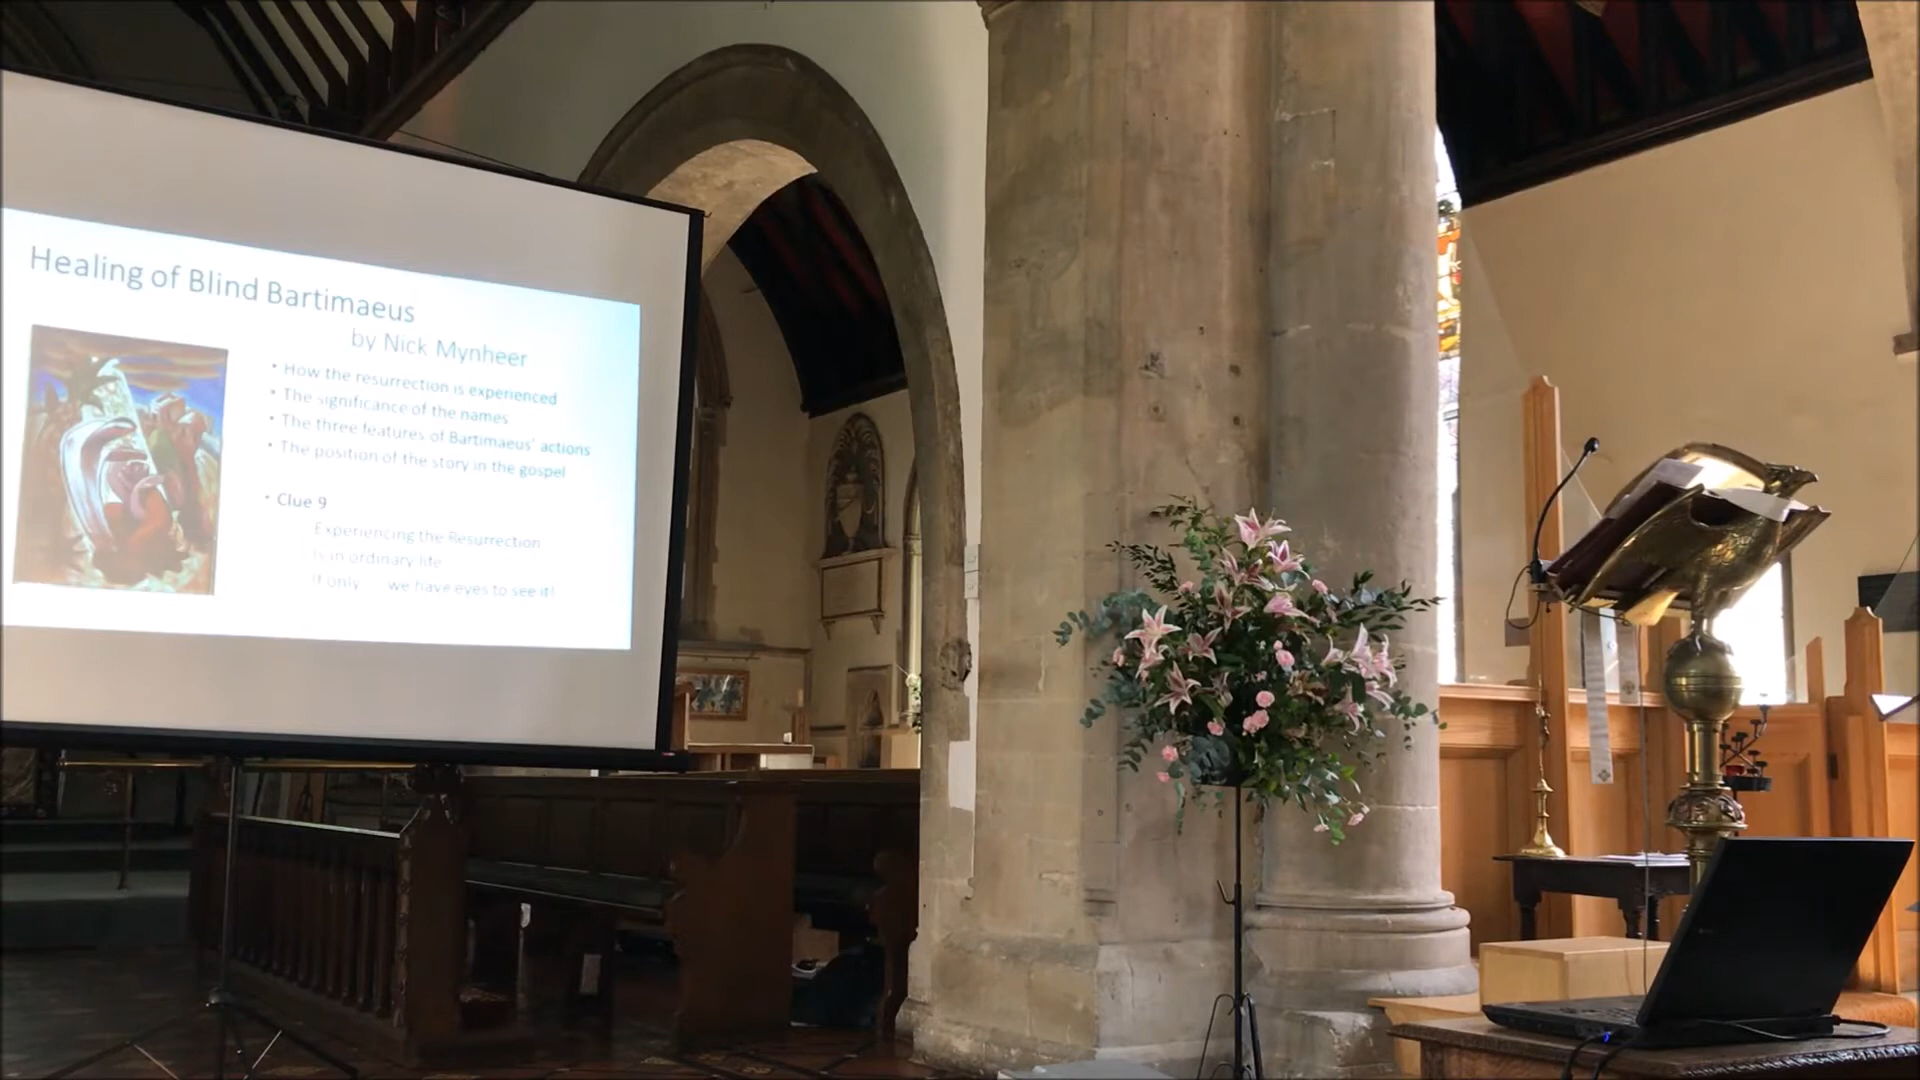 Healing of Blind Bartimaeus
by Nick Mynheer
• How the resurrection is experienced
• The significance of the names
• The three features of Bartimaeus' actions
• The position of the story in the gospel
• Clue 9
Experiencing the Resurrection
Is in ordinary life
If only we have eyes to see it!